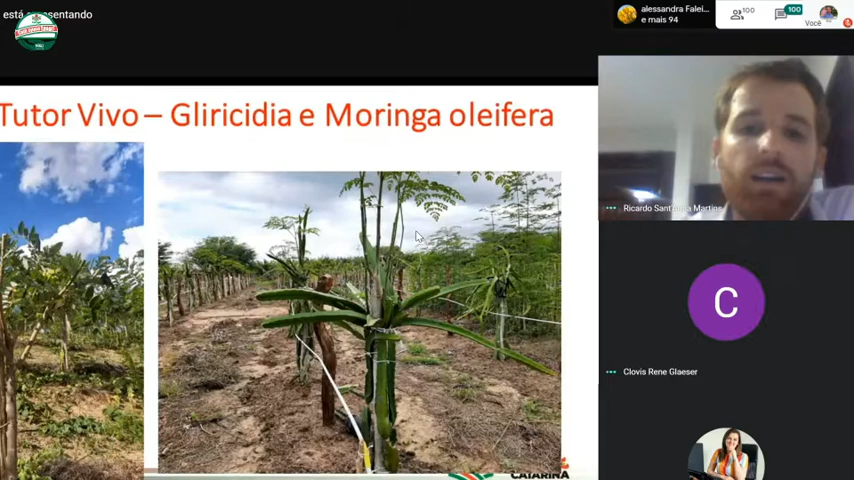 está apresentando
alessandra Falei...
e mais 94
100
100
Você
Tutor Vivo – Gliricidia e Moringa oleifera
Ricardo Sant'Anna Martins
C
Clovis Rene Glaeser
CATARINA